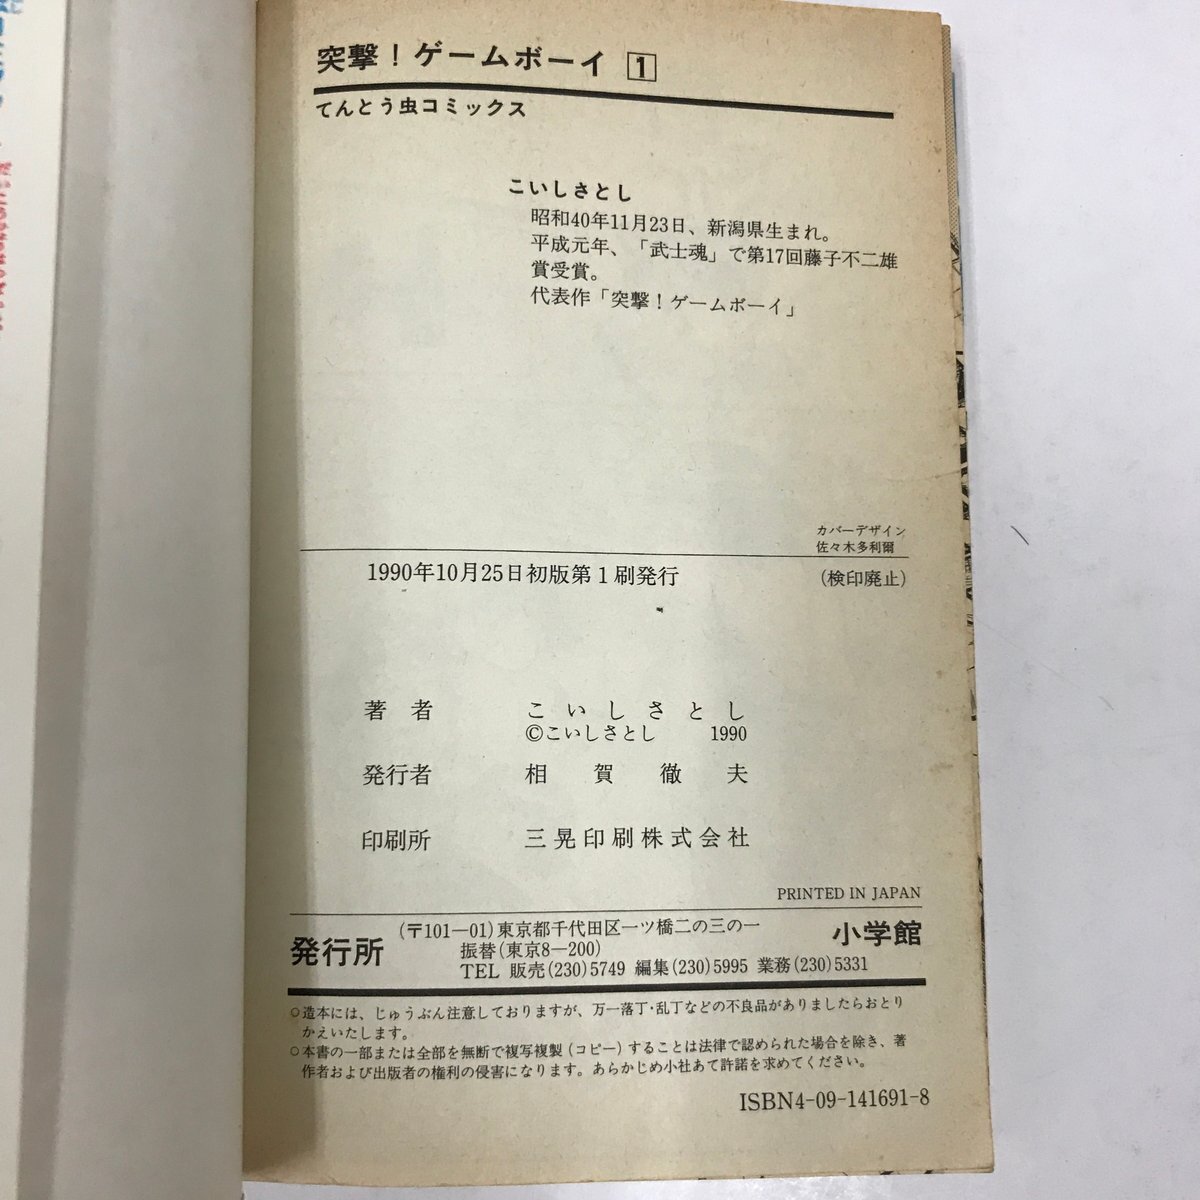 突撃！ゲームボーイ 1
てんとう虫コミックス
こいしさとし
昭和40年11月23日、新潟県生まれ。
平成元年、「武士魂」で第17回藤子不二雄
賞受賞。
代表作「突撃！ゲームボーイ」
カバーデザイン
佐々木多利爾
1990年10月25日初版第1刷発行
(検印廃止)
著者 こいしさとし
©こいしさとし 1990
発行者 相賀徹夫
印刷所 三晃印刷株式会社
PRINTED IN JAPAN
発行所 (〒101—01)東京都千代田区一ツ橋二の三の一 小学館
振替(東京8—200)
TEL 販売(230)5749 編集(230)5995 業務(230)5331
○造本には、じゅうぶん注意しておりますが、万一落丁・乱丁などの不良品がありましたらおとり
かえいたします。
○本書の一部または全部を無断で複写複製(コピー)することは法律で認められた場合を除き、著
作者および出版者の権利の侵害になります。あらかじめ小社あて許諾を求めてください。
ISBN4-09-141691-8